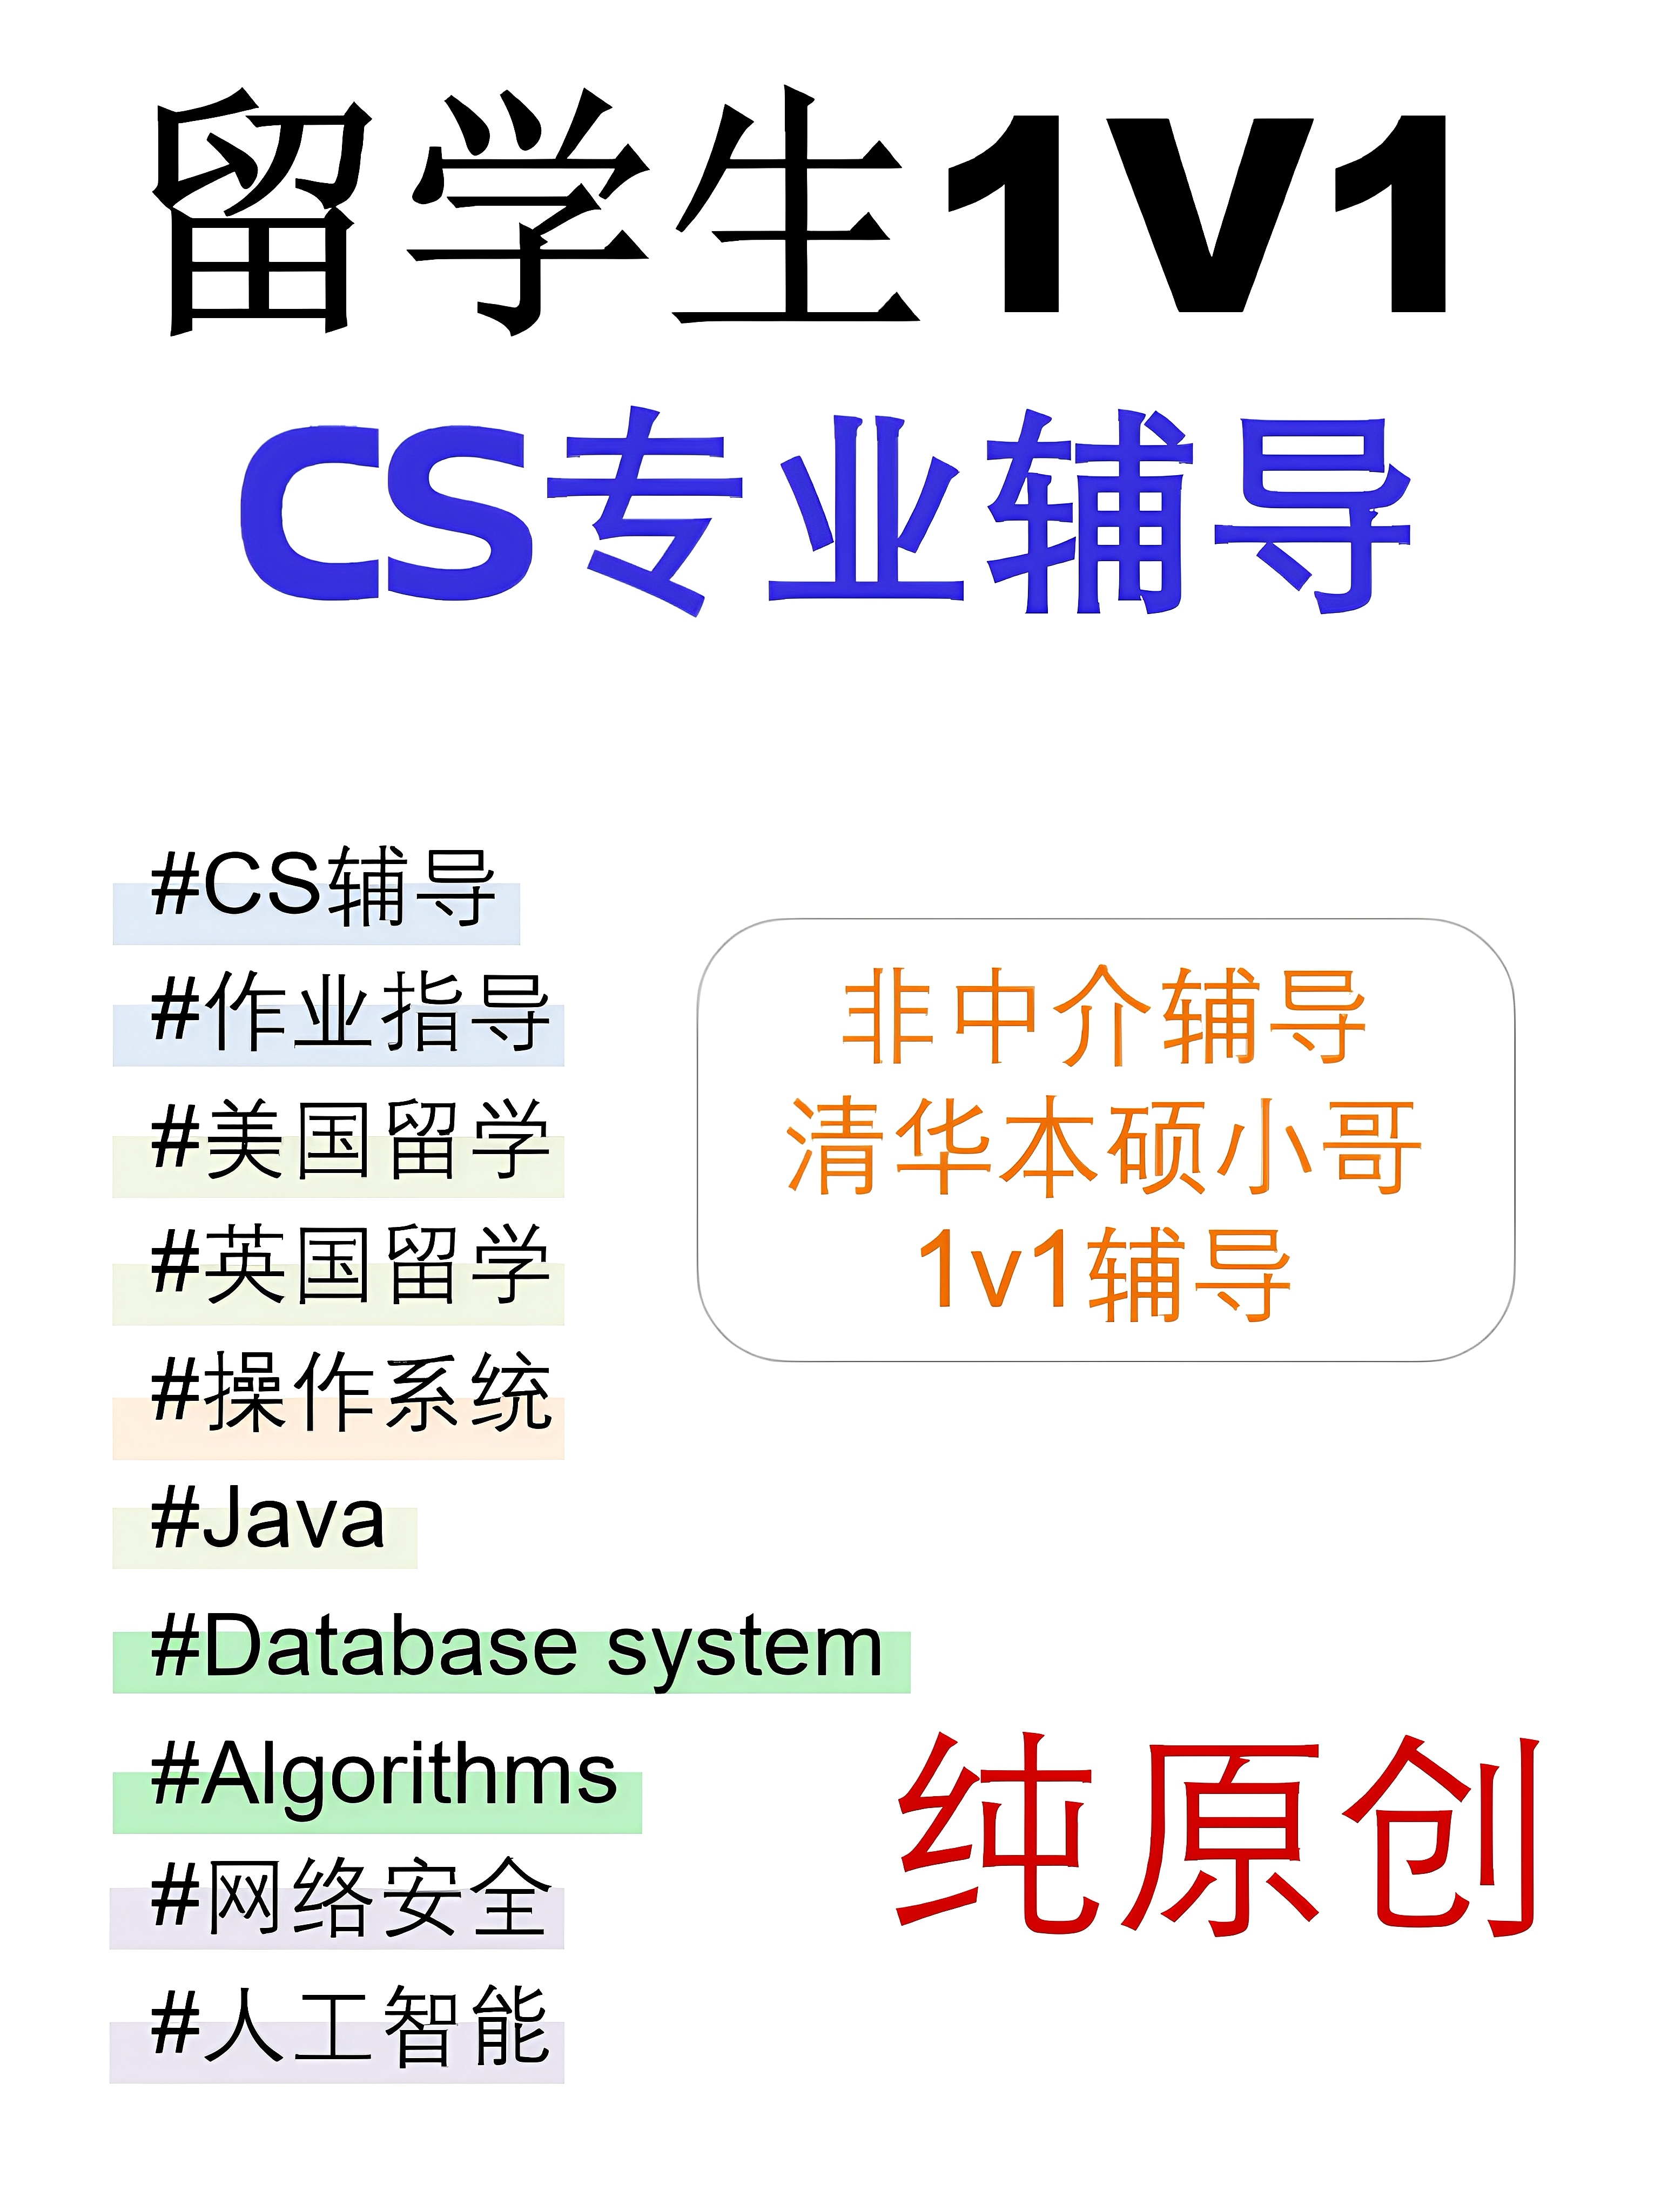 留学生1V1
CS专业辅导
#CS辅导
#作业指导
#美国留学
#英国留学
#操作系统
#Java
#Database system
#Algorithms
#网络安全
#人工智能
非中介辅导
清华本硕小哥
1v1辅导
纯原创